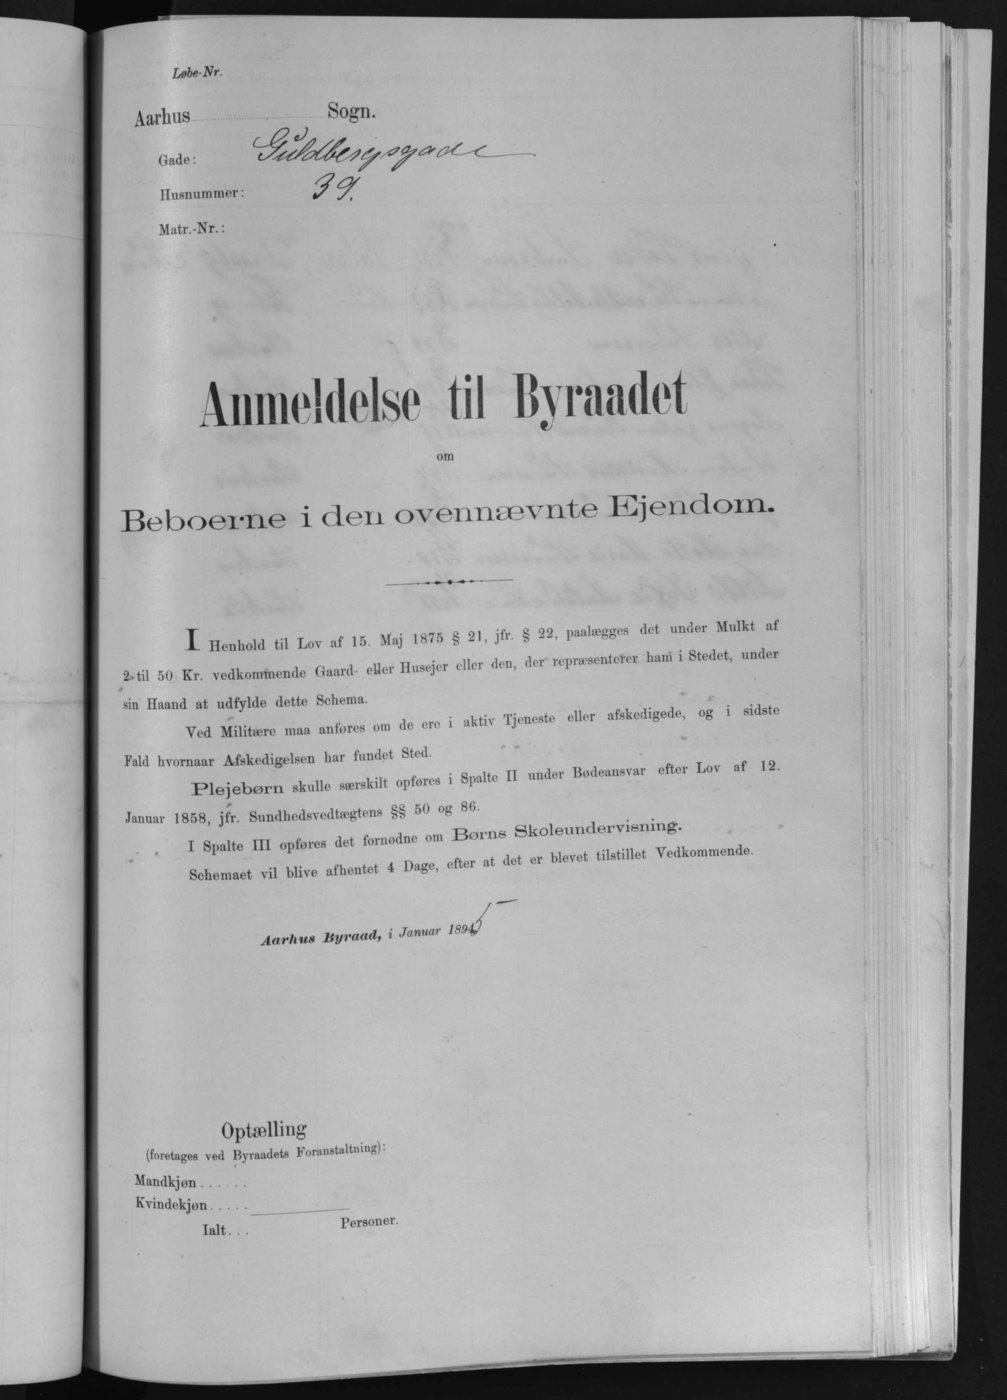 Løbe-Nr.
Aarhus Sogn.
Gade: Guldbergsgade
Husnummer: 39.
Matr.-Nr.:
Anmeldelse til Byraadet
om
Beboerne i den ovennævnte Ejendom.
I Henhold til Lov af 15. Maj 1875 § 21, jfr. § 22, paalægges det under Mulkt af
2 til 50 Kr. vedkommende Gaard- eller Husejer eller den, der repræsenterer ham i Stedet, under
sin Haand at udfylde dette Schema.
Ved Militære maa anføres om de ere i aktiv Tjeneste eller afskedigede, og i sidste
Fald hvornaar Afskedigelsen har fundet Sted.
Plejebørn skulle særskilt opføres i Spalte II under Bødeansvar efter Lov af 12.
Januar 1858, jfr. Sundhedsvedtægtens §§ 50 og 86.
I Spalte III opføres det fornødne om Børns Skoleundervisning.
Schemaet vil blive afhentet 4 Dage, efter at det er blevet tilstillet Vedkommende.
Aarhus Byraad, i Januar 1895
Optælling
(foretages ved Byraadets Foranstaltning):
Mandkjøn ......
Kvindekjøn .....
Ialt ... Personer.